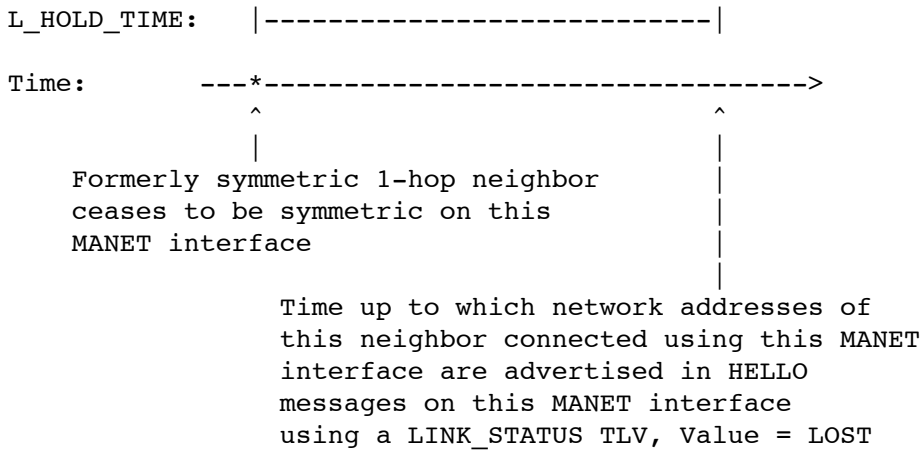 L_HOLD_TIME:   |----------------------------|
Time:       ---*---------------------------------->
^                            ^
|                            |
Formerly symmetric 1-hop neighbor       |
ceases to be symmetric on this          |
MANET interface                         |
|
Time up to which network addresses of
this neighbor connected using this MANET
interface are advertised in HELLO
messages on this MANET interface
using a LINK_STATUS TLV, Value = LOST